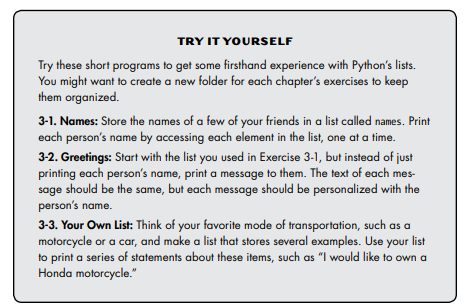 TRY IT YOURSELF
Try these short programs to get some firsthand experience with Python’s lists.
You might want to create a new folder for each chapter’s exercises to keep
them organized.
3-1. Names: Store the names of a few of your friends in a list called names. Print
each person’s name by accessing each element in the list, one at a time.
3-2. Greetings: Start with the list you used in Exercise 3-1, but instead of just
printing each person’s name, print a message to them. The text of each mes-
sage should be the same, but each message should be personalized with the
person’s name.
3-3. Your Own List: Think of your favorite mode of transportation, such as a
motorcycle or a car, and make a list that stores several examples. Use your list
to print a series of statements about these items, such as “I would like to own a
Honda motorcycle.”